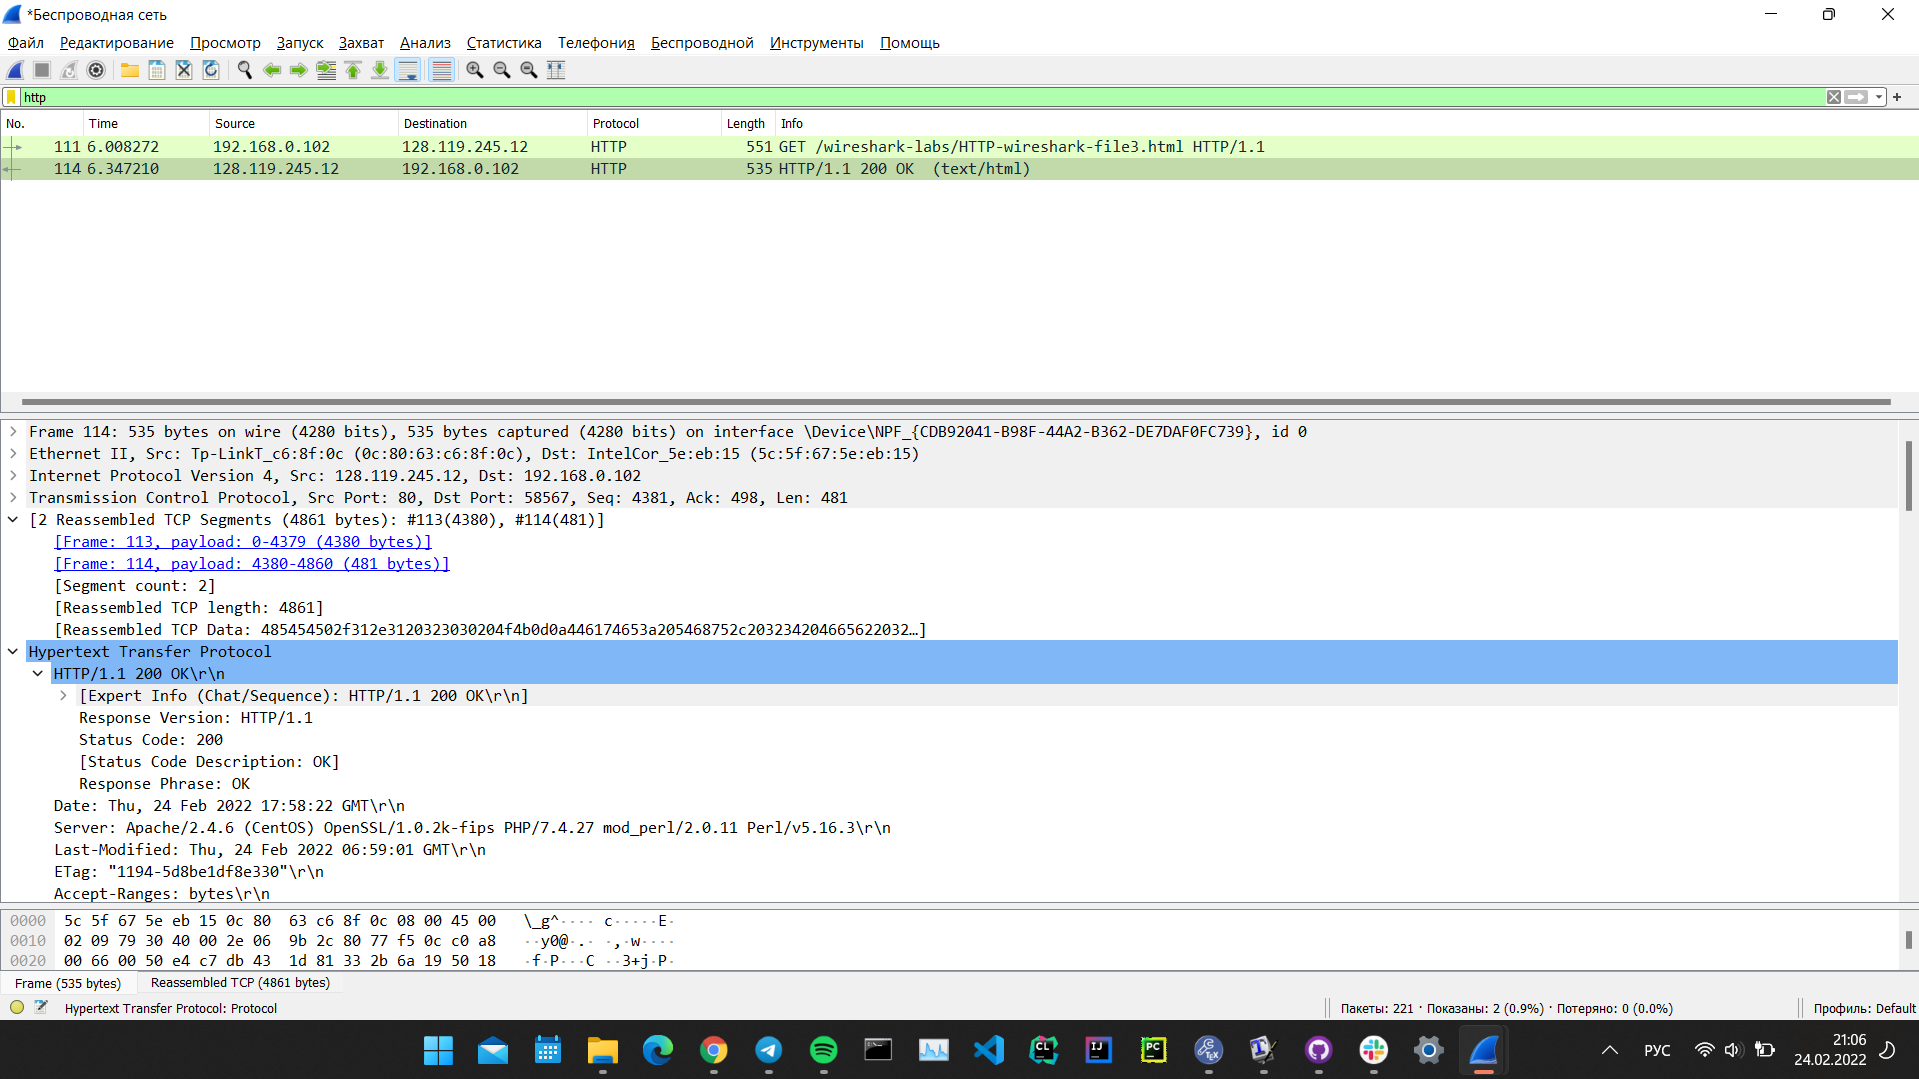 *Беспроводная сеть
Файл Редактирование Просмотр Запуск Захват Анализ Статистика Телефония Беспроводной Инструменты Помощь
http
No. Time Source Destination Protocol Length Info
111 6.008272 192.168.0.102 128.119.245.12 HTTP 551 GET /wireshark-labs/HTTP-wireshark-file3.html HTTP/1.1
114 6.347210 128.119.245.12 192.168.0.102 HTTP 535 HTTP/1.1 200 OK (text/html)
Frame 114: 535 bytes on wire (4280 bits), 535 bytes captured (4280 bits) on interface \Device\NPF_{CDB92041-B98F-44A2-B362-DE7DAF0FC739}, id 0
Ethernet II, Src: Tp-LinkT_c6:8f:0c (0c:80:63:c6:8f:0c), Dst: IntelCor_5e:eb:15 (5c:5f:67:5e:eb:15)
Internet Protocol Version 4, Src: 128.119.245.12, Dst: 192.168.0.102
Transmission Control Protocol, Src Port: 80, Dst Port: 58567, Seq: 4381, Ack: 498, Len: 481
[2 Reassembled TCP Segments (4861 bytes): #113(4380), #114(481)]
[Frame: 113, payload: 0-4379 (4380 bytes)]
[Frame: 114, payload: 4380-4860 (481 bytes)]
[Segment count: 2]
[Reassembled TCP length: 4861]
[Reassembled TCP Data: 485454502f312e3120323030204f4b0d0a446174653a205468752c203234204665622032…]
Hypertext Transfer Protocol
HTTP/1.1 200 OK\r\n
[Expert Info (Chat/Sequence): HTTP/1.1 200 OK\r\n]
Response Version: HTTP/1.1
Status Code: 200
[Status Code Description: OK]
Response Phrase: OK
Date: Thu, 24 Feb 2022 17:58:22 GMT\r\n
Server: Apache/2.4.6 (CentOS) OpenSSL/1.0.2k-fips PHP/7.4.27 mod_perl/2.0.11 Perl/v5.16.3\r\n
Last-Modified: Thu, 24 Feb 2022 06:59:01 GMT\r\n
ETag: "1194-5d8be1df8e330"\r\n
Accept-Ranges: bytes\r\n
0000 5c 5f 67 5e eb 15 0c 80 63 c6 8f 0c 08 00 45 00 \_g^···· c·····E·
0010 02 09 79 30 40 00 2e 06 9b 2c 80 77 f5 0c c0 a8 ··y0@·.· ·,·w····
0020 00 66 00 50 e4 c7 db 43 1d 81 33 2b 6a 19 50 18 ·f·P···C ··3+j·P·
Frame (535 bytes) Reassembled TCP (4861 bytes)
Hypertext Transfer Protocol: Protocol
Пакеты: 221 · Показаны: 2 (0.9%) · Потеряно: 0 (0.0%)
Профиль: Default
CL IJ PC TEX
РУС
21:06
24.02.2022